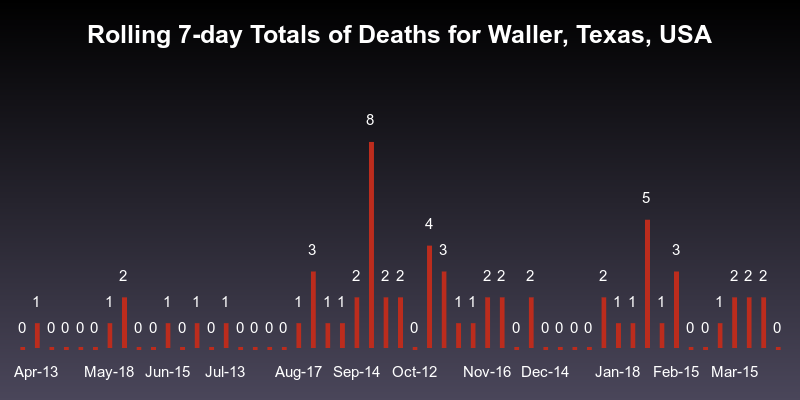 Rolling 7-day Totals of Deaths for Waller, Texas, USA
8
5
4
3 3 3
2 2 2 2 2 2 2 2 2 2 2
1 1 1 1 1 1 1 1 1 1 1 1 1 1
0 0 0 0 0 0 0 0 0 0 0 0 0 0 0 0 0 0 0 0 0 0
Apr-13 May-18 Jun-15 Jul-13 Aug-17 Sep-14 Oct-12 Nov-16 Dec-14 Jan-18 Feb-15 Mar-15